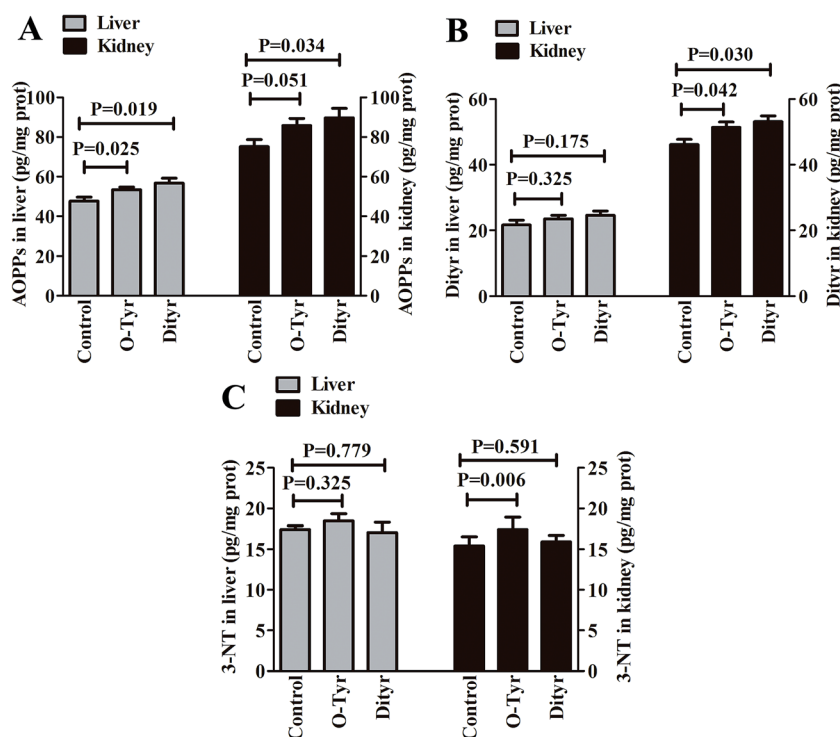 A
Liver
Kidney
P=0.034
P=0.051
P=0.019
P=0.025
AOPPs in liver (pg/mg prot)
100
80
60
40
20
0
Control
O-Tyr
Dityr
Control
O-Tyr
Dityr
100
80
60
40
20
0
AOPPs in kidney (pg/mg prot)
B
Liver
Kidney
P=0.030
P=0.042
P=0.175
P=0.325
Dityr in liver (pg/mg prot)
60
40
20
0
Control
O-Tyr
Dityr
Control
O-Tyr
Dityr
60
40
20
0
Dityr in kidney (pg/mg prot)
C
Liver
Kidney
P=0.779
P=0.325
P=0.591
P=0.006
3-NT in liver (pg/mg prot)
25
20
15
10
5
0
Control
O-Tyr
Dityr
Control
O-Tyr
Dityr
25
20
15
10
5
0
3-NT in kidney (pg/mg prot)